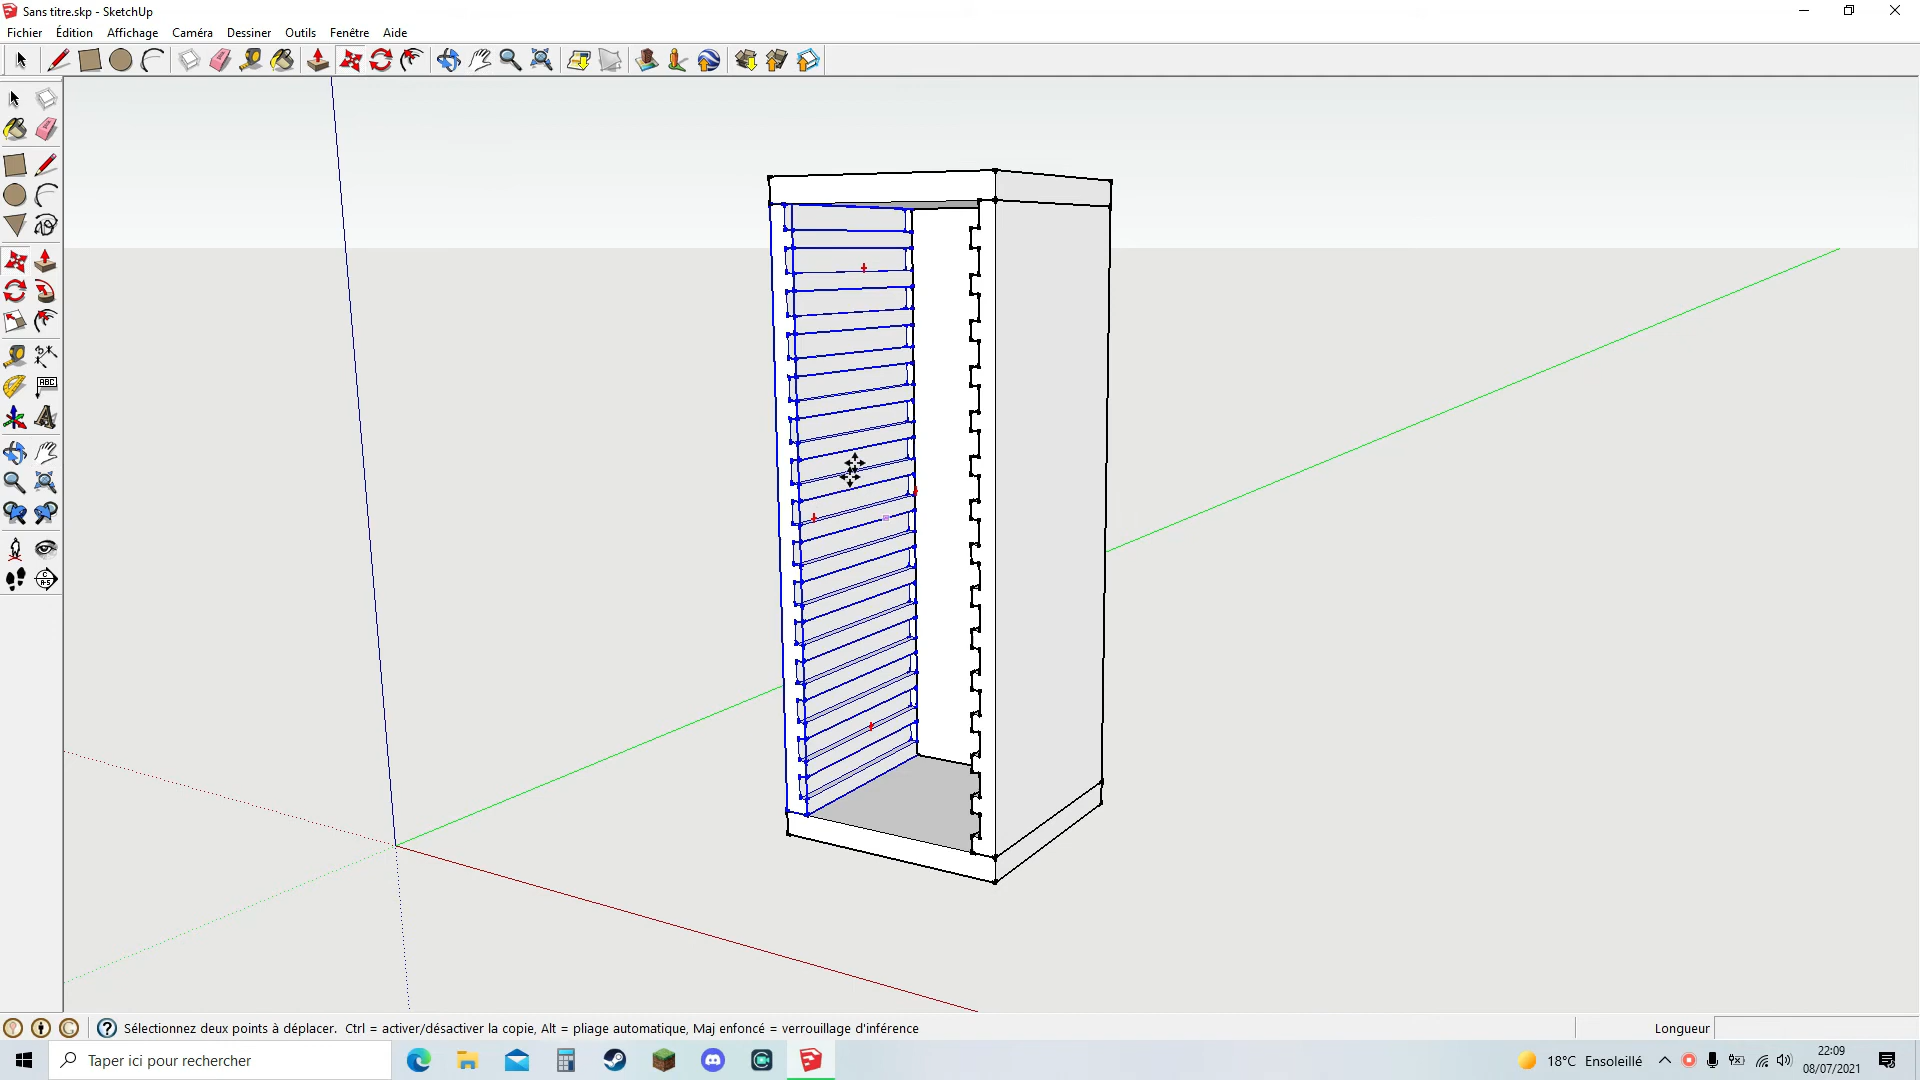 Sans titre.skp - SketchUp
Fichier Édition Affichage Caméra Dessiner Outils Fenêtre Aide
ABC
Sélectionnez deux points à déplacer. Ctrl = activer/désactiver la copie, Alt = pliage automatique, Maj enfoncé = verrouillage d'inférence
Longueur
Taper ici pour rechercher
18°C Ensoleillé
22:09
08/07/2021